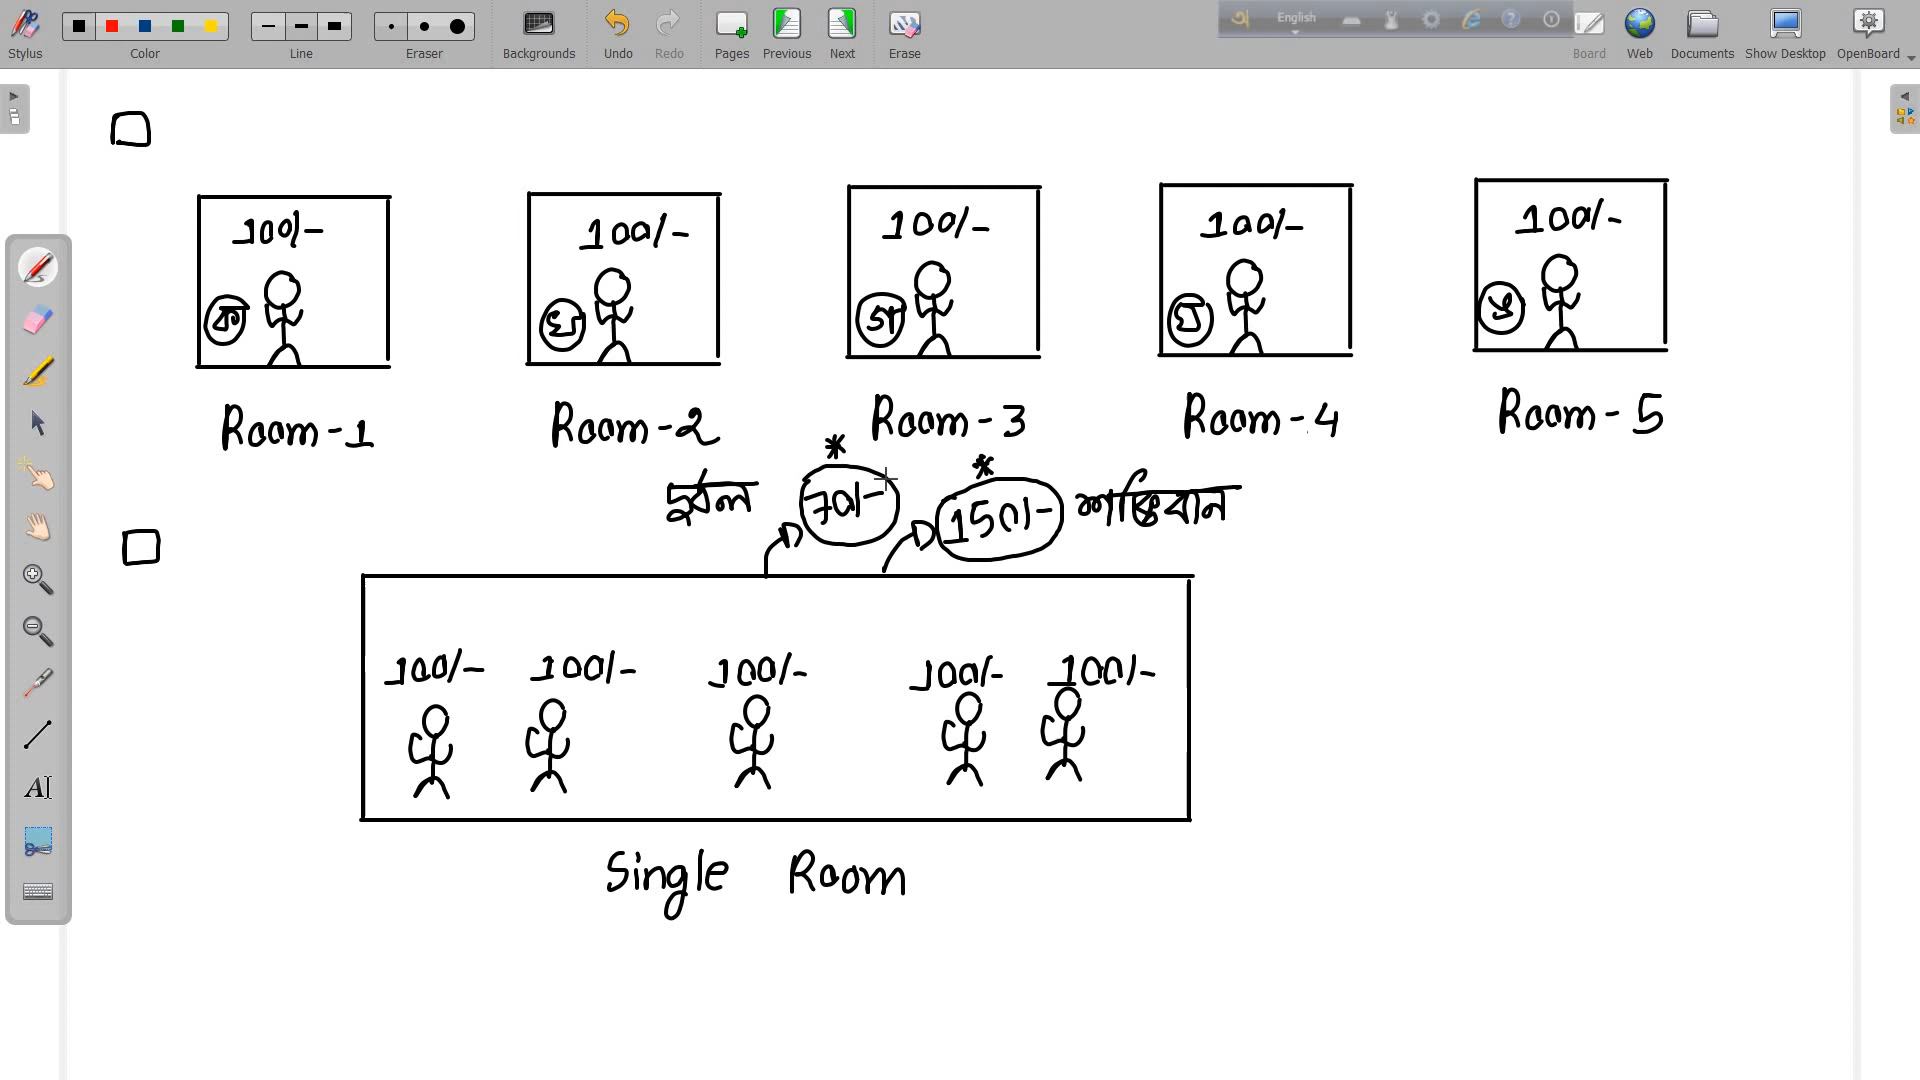 Stylus Color Line Eraser Backgrounds Undo Redo Pages Previous Next Erase English Board Web Documents Show Desktop OpenBoard
100/- 100/- 100/- 100/- 100/-
ক খ গ ঘ ঙ
Room-1 Room-2 Room-3 Room-4 Room-5
* *
দুর্বল 70/- 150/- শক্তিবান
100/- 100/- 100/- 100/- 100/-
Single Room